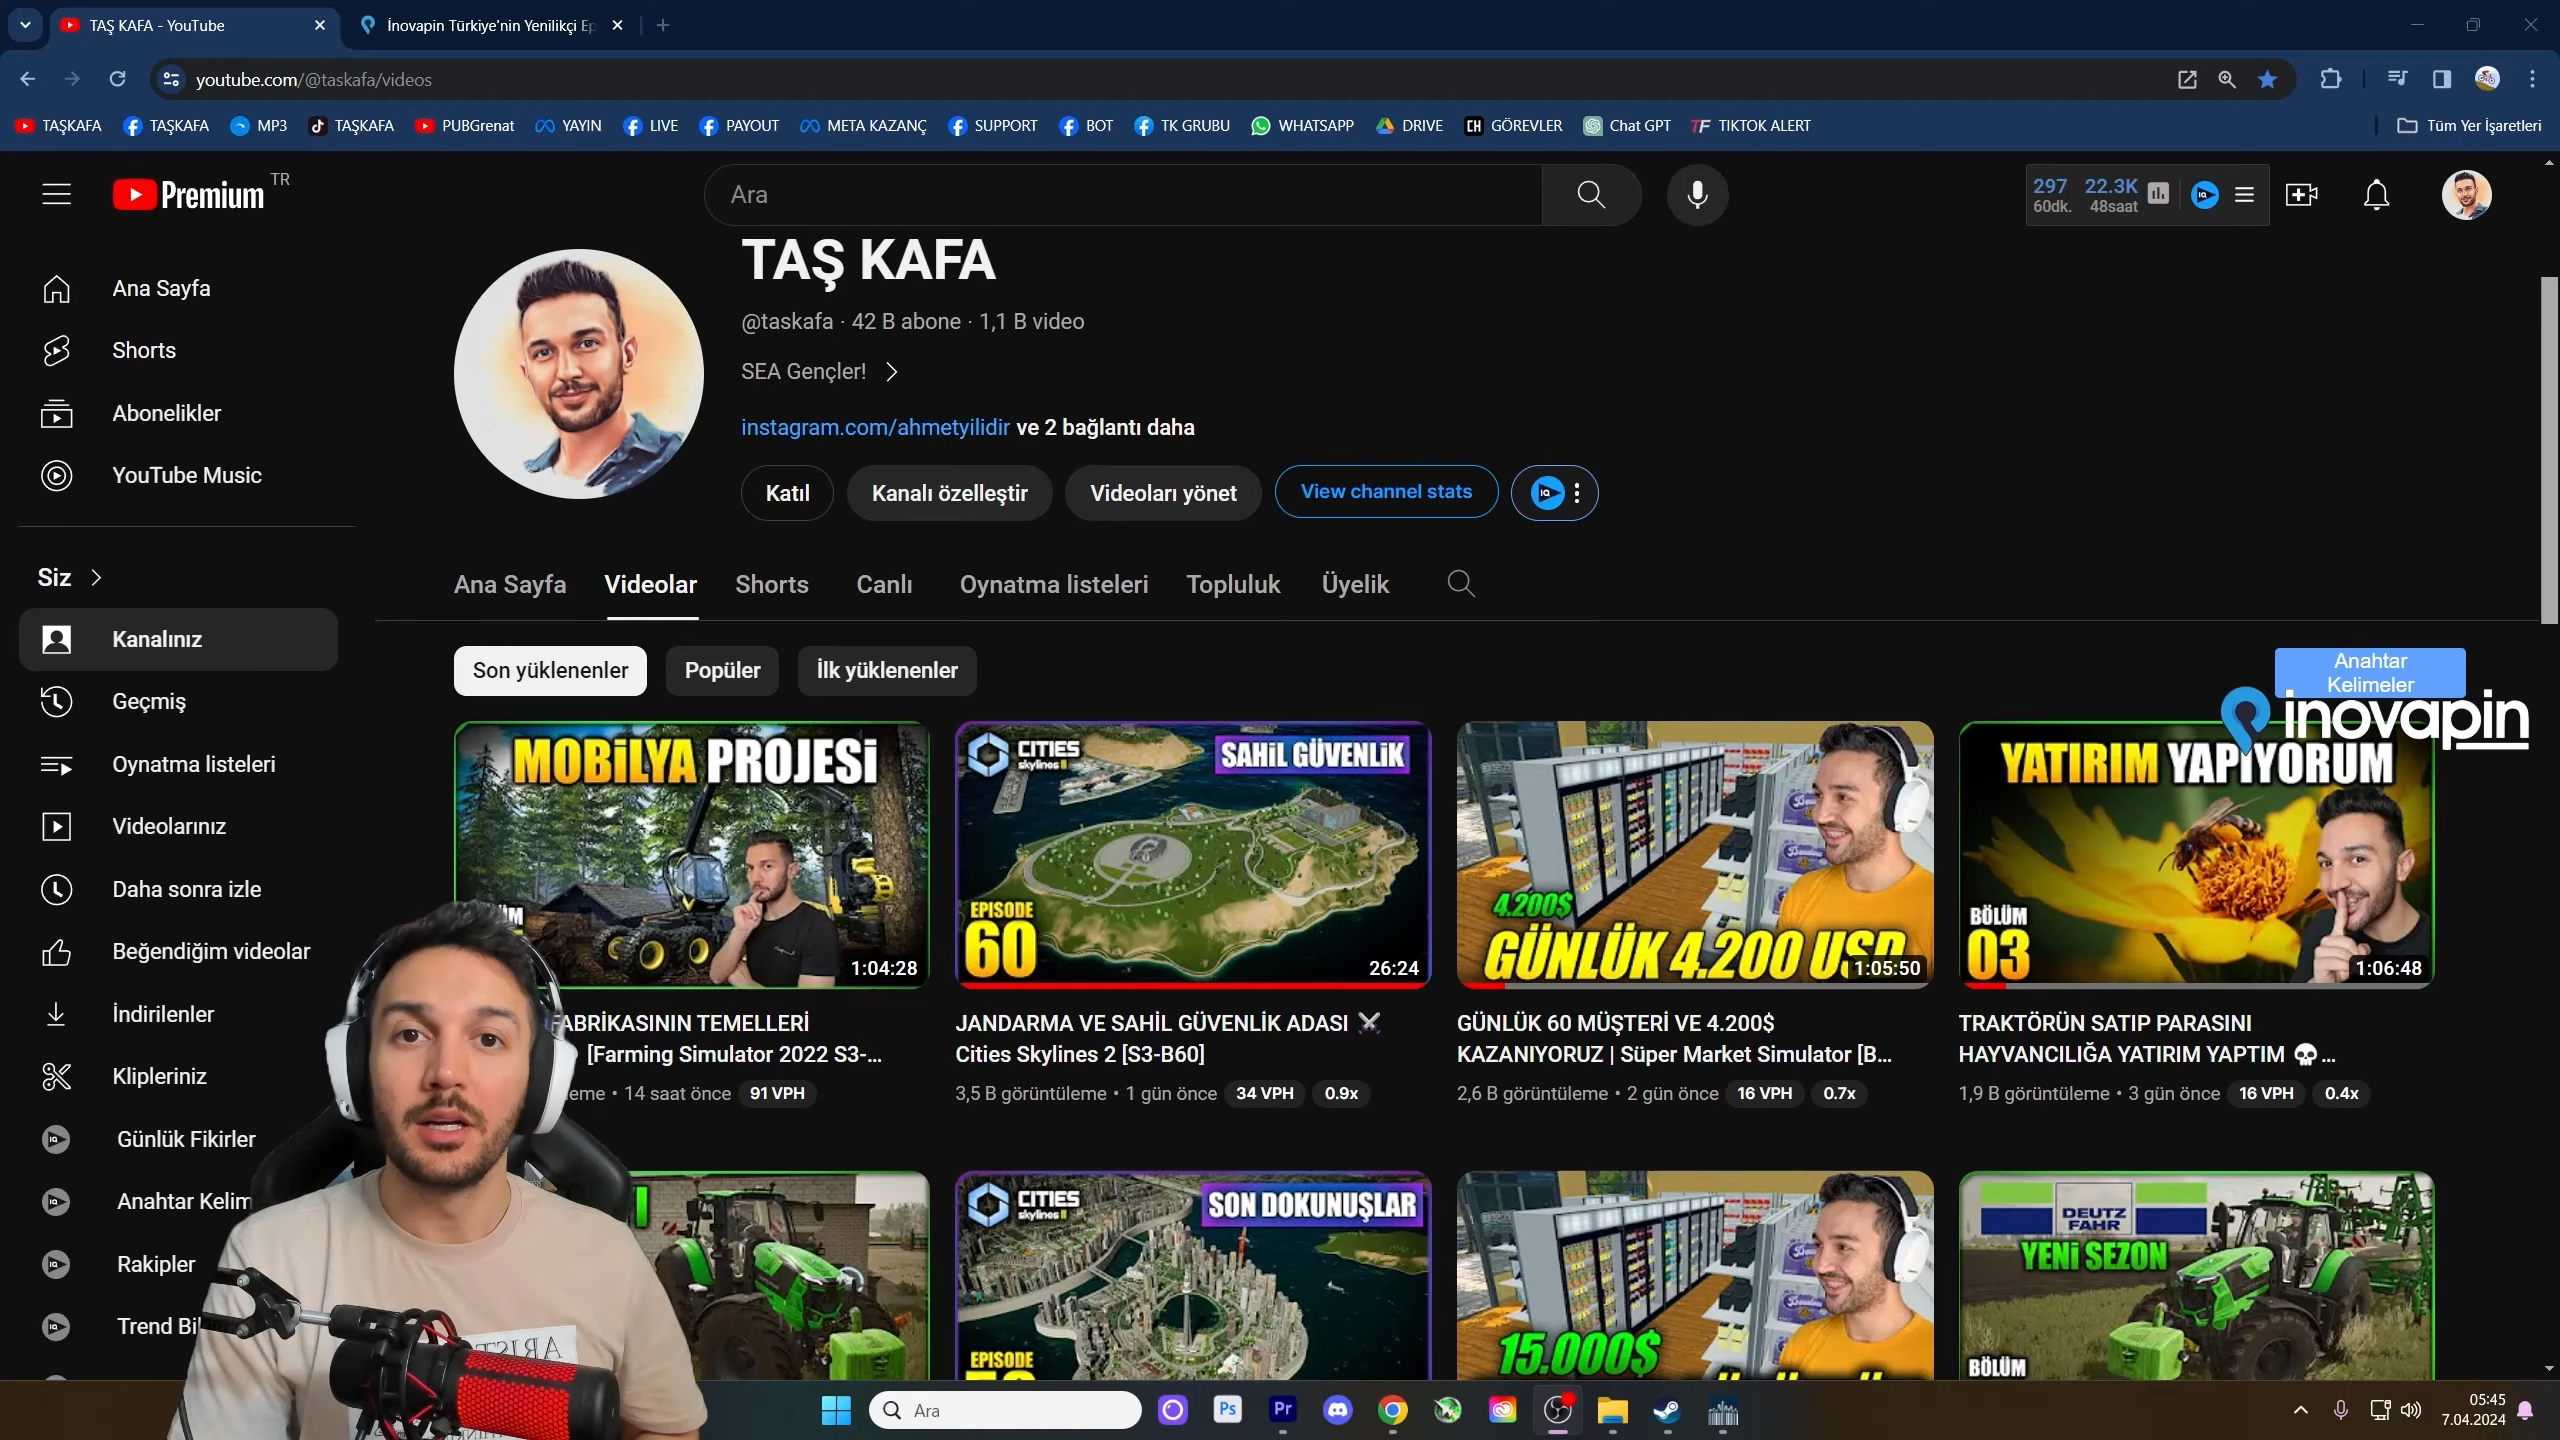 TAŞ KAFA - YouTube
İnovapin Türkiye'nin Yenilikçi Ep
youtube.com/@taskafa/videos
TAŞKAFA
TAŞKAFA
MP3
TAŞKAFA
PUBGrenat
YAYIN
LIVE
PAYOUT
META KAZANÇ
SUPPORT
BOT
TK GRUBU
WHATSAPP
DRIVE
GÖREVLER
Chat GPT
TIKTOK ALERT
Tüm Yer İşaretleri
Premium TR
Ara
297 22.3K
60dk. 48saat
Ana Sayfa
Shorts
Abonelikler
YouTube Music
Siz
Kanalınız
Geçmiş
Oynatma listeleri
Videolarınız
Daha sonra izle
Beğendiğim videolar
İndirilenler
Klipleriniz
Günlük Fikirler
Anahtar Kelim
Rakipler
Trend Bil
TAŞ KAFA
@taskafa · 42 B abone · 1,1 B video
SEA Gençler!
instagram.com/ahmetyilidir ve 2 bağlantı daha
Katıl
Kanalı özelleştir
Videoları yönet
View channel stats
Ana Sayfa
Videolar
Shorts
Canlı
Oynatma listeleri
Topluluk
Üyelik
Son yüklenenler
Popüler
İlk yüklenenler
Anahtar
Kelimeler
inovapin
MOBİLYA PROJESİ
1:04:28
FABRİKASININ TEMELLERİ
[Farming Simulator 2022 S3-...
leme • 14 saat önce 91 VPH
CITIES
skylines II
SAHİL GÜVENLİK
EPISODE
60
26:24
JANDARMA VE SAHİL GÜVENLİK ADASI ⚔️
Cities Skylines 2 [S3-B60]
3,5 B görüntüleme • 1 gün önce 34 VPH 0.9x
4.200$
GÜNLÜK 4.200 USD
1:05:50
GÜNLÜK 60 MÜŞTERİ VE 4.200$
KAZANIYORUZ | Süper Market Simulator [B...
2,6 B görüntüleme • 2 gün önce 16 VPH 0.7x
YATIRIM YAPIYORUM
BÖLÜM
03
1:06:48
TRAKTÖRÜN SATIP PARASINI
HAYVANCILIĞA YATIRIM YAPTIM 💀...
1,9 B görüntüleme • 3 gün önce 16 VPH 0.4x
CITIES
skylines II
SON DOKUNUŞLAR
EPISODE
15.000$
DEUTZ
FAHR
YENİ SEZON
BÖLÜM
Ara
05:45
7.04.2024